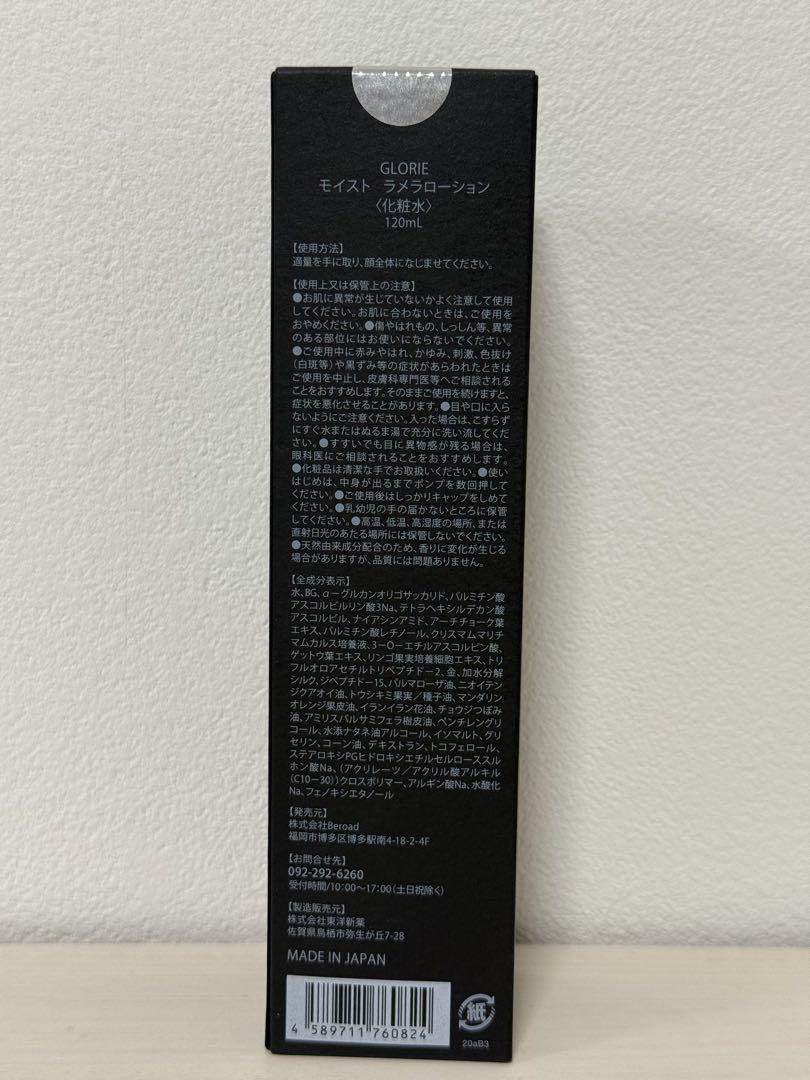 GLORIE
モイスト ラメラローション
〈化粧水〉
120mL
【使用方法】
適量を手に取り、顔全体になじませてください。
【使用上又は保管上の注意】
●お肌に異常が生じていないかよく注意して使用
してください。お肌に合わないときは、ご使用を
おやめください。●傷やはれもの、しっしん等、異常
のある部位にはお使いにならないでください。
●ご使用中に赤みやはれ、かゆみ、刺激、色抜け
（白斑等）や黒ずみ等の症状があらわれたときは
ご使用を中止し、皮膚科専門医等へご相談される
ことをおすすめします。そのままご使用を続けますと、
症状を悪化させることがあります。●目や口に入ら
ないようにご注意ください。入った場合は、こすらず
にすぐ水またはぬるま湯で充分に洗い流してくだ
さい。●すすいでも目に異物感が残る場合は、
眼科医にご相談されることをおすすめします。
●化粧品は清潔な手でお取扱いください。●使い
はじめは、中身が出るまでポンプを数回押して
ください。●ご使用後はしっかりキャップをしめて
ください。●乳幼児の手の届かないところに保管
してください。●高温、低温、高湿度の場所、または
直射日光のあたる場所には保管しないでください。
●天然由来成分配合のため、香りに変化が生じる
場合がありますが、品質には問題ありません。
【全成分表示】
水、BG、α－グルカンオリゴサッカリド、パルミチン酸
アスコルビルリン酸3Na、テトラヘキシルデカン酸
アスコルビル、ナイアシンアミド、アーチチョーク葉
エキス、パルミチン酸レチノール、クリスマムマリチ
マムカルス培養液、3－O－エチルアスコルビン酸、
ゲットウ葉エキス、リンゴ果実培養細胞エキス、トリ
フルオロアセチルトリペプチド－2、金、加水分解
シルク、ジペプチド－15、パルマローザ油、ニオイテン
ジクアオイ油、トウシキミ果実／種子油、マンダリン
オレンジ果皮油、イランイラン花油、チョウジつぼみ
油、アミリスバルサミフェラ樹皮油、ペンチレングリ
コール、水添ナタネ油アルコール、イソマルト、グリ
セリン、コーン油、デキストラン、トコフェロール、
ステアロキシPGヒドロキシエチルセルローススル
ホン酸Na、（アクリレーツ／アクリル酸アルキル
（C10－30））クロスポリマー、アルギン酸Na、水酸化
Na、フェノキシエタノール
【発売元】
株式会社Beroad
福岡市博多区博多駅南4-18-2-4F
【お問合せ先】
092-292-6260
受付時間/10:00～17:00（土日祝除く）
【製造販売元】
株式会社東洋新薬
佐賀県鳥栖市弥生が丘7-28
MADE IN JAPAN
4 589711 760824
紙
20aB3